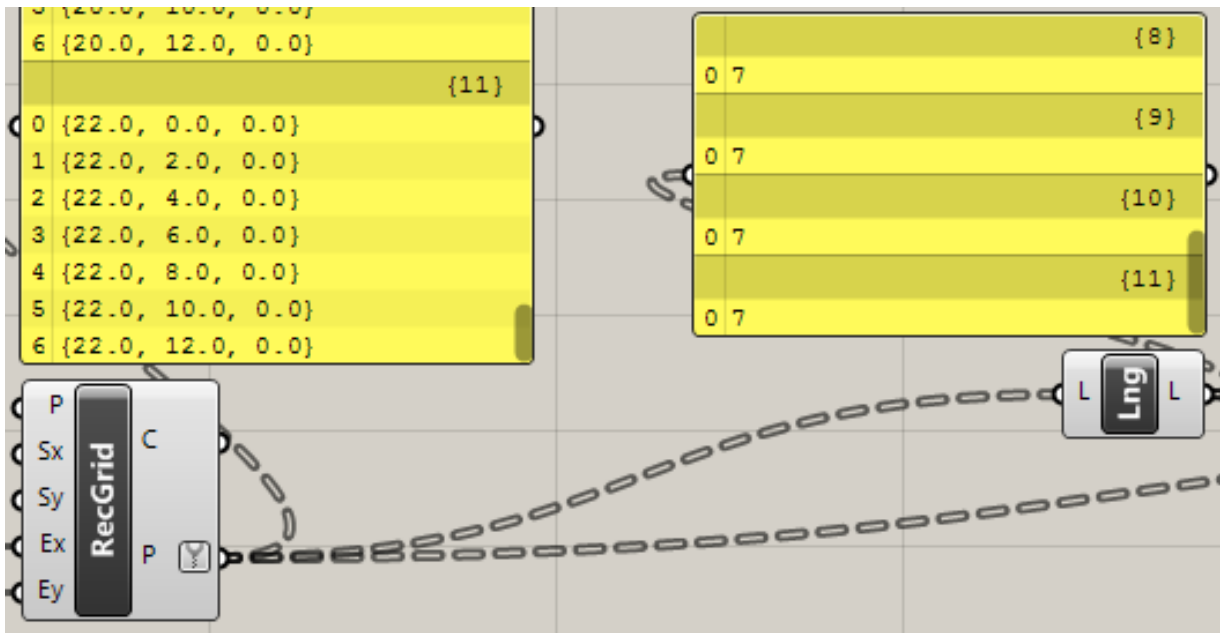 6 {20.0, 12.0, 0.0}
{11}
0 {22.0, 0.0, 0.0}
1 {22.0, 2.0, 0.0}
2 {22.0, 4.0, 0.0}
3 {22.0, 6.0, 0.0}
4 {22.0, 8.0, 0.0}
5 {22.0, 10.0, 0.0}
6 {22.0, 12.0, 0.0}
{8}
0 7
{9}
0 7
{10}
0 7
{11}
0 7
P
Sx
Sy
Ex
Ey
RecGrid
C
P
L
Lng
L